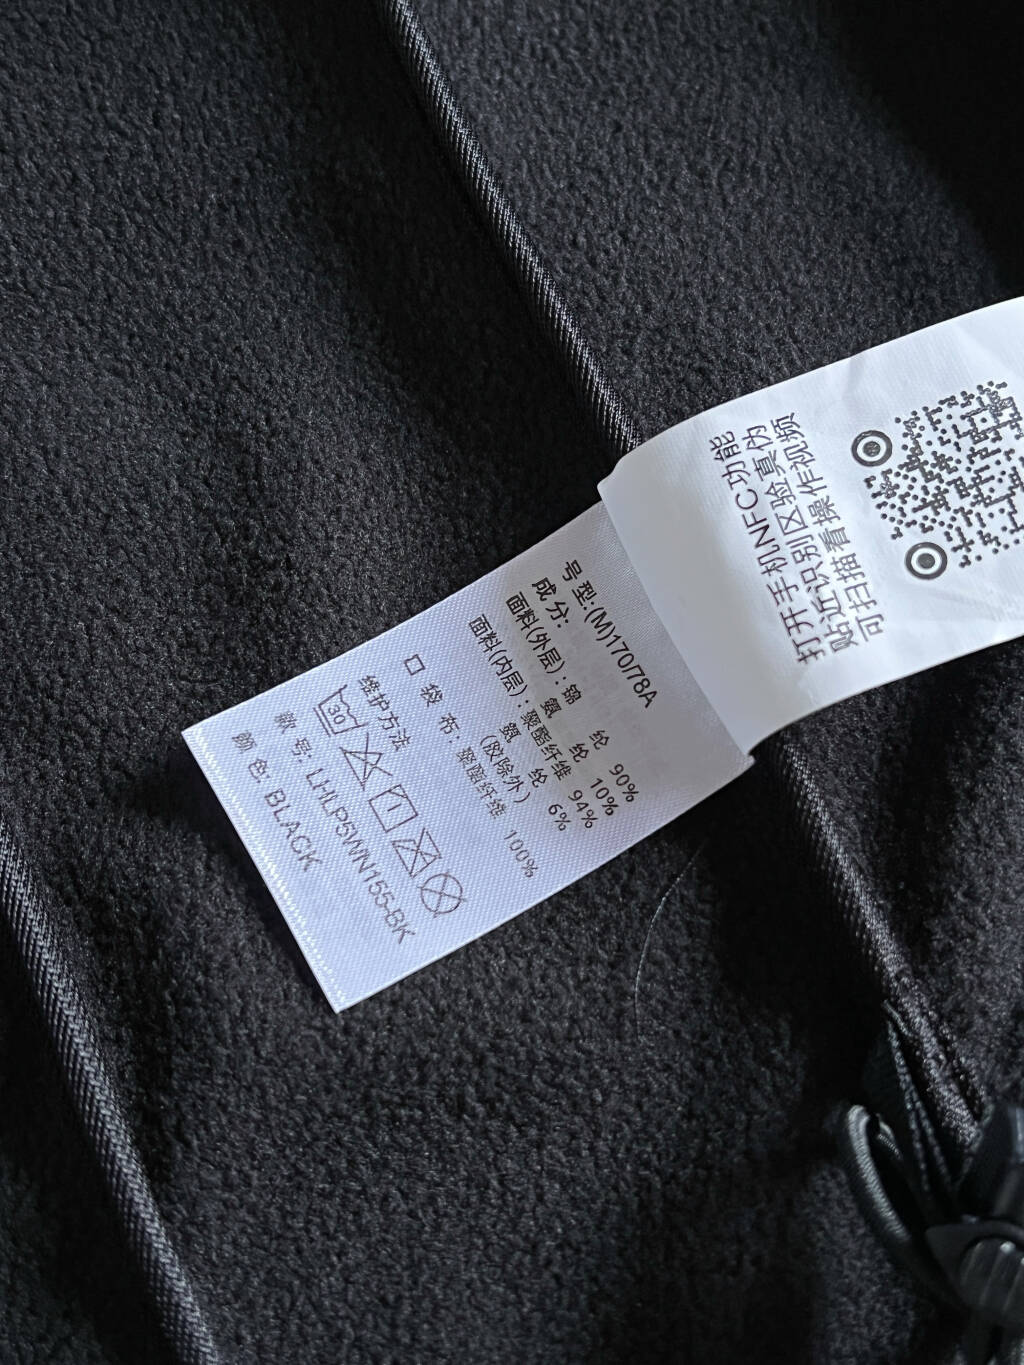 号型:(M)170/78A
成分:
面料(外层):锦 纶 90%
氨 纶 10%
面料(内层):聚酯纤维 94%
氨 纶 6%
(胶除外)
口 袋 布:聚酯纤维 100%
维护方法
30
款 号:LHLP5WN155-BK
颜 色:BLACK
打开手机NFC功能
贴近识别区验真伪
可扫描看操作视频